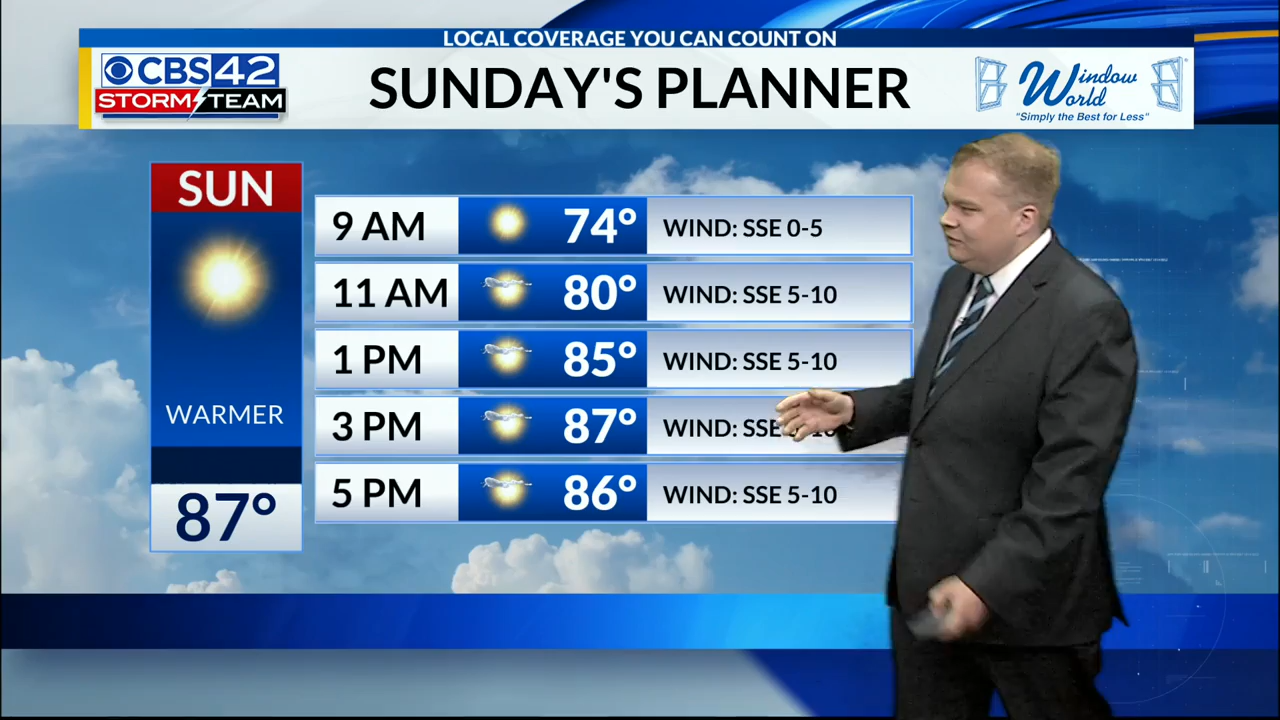 LOCAL COVERAGE YOU CAN COUNT ON
CBS42
STORM TEAM
SUNDAY'S PLANNER
Window World
"Simply the Best for Less"
SUN
WARMER
87°
9 AM 74° WIND: SSE 0-5
11 AM 80° WIND: SSE 5-10
1 PM 85° WIND: SSE 5-10
3 PM 87° WIND: SSE
5 PM 86° WIND: SSE 5-10